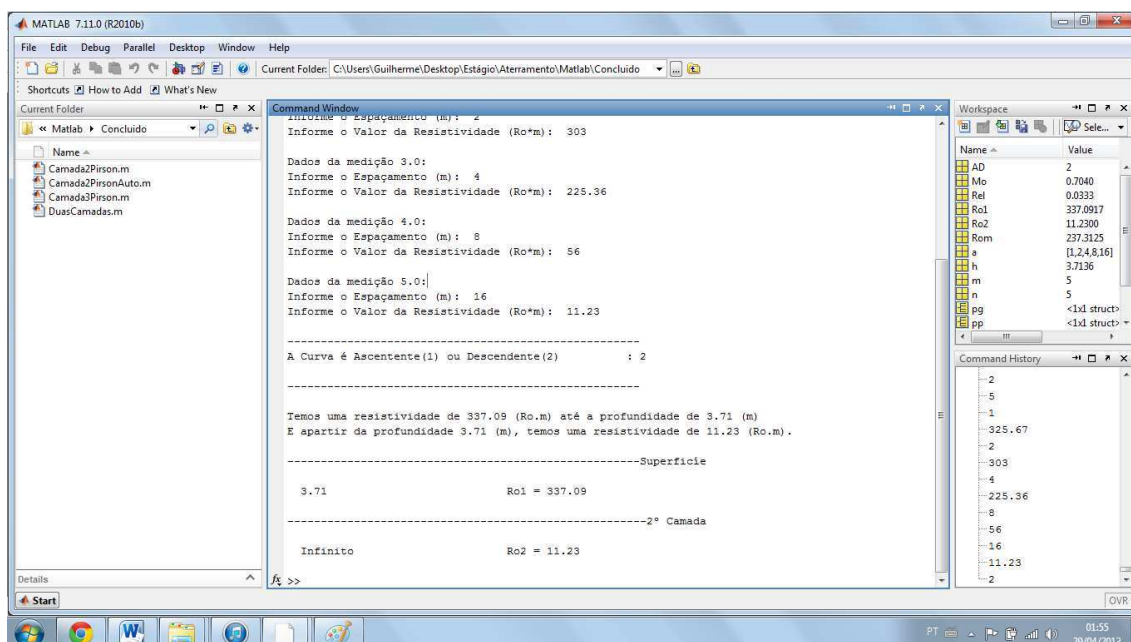 MATLAB 7.11.0 (R2010b)
File Edit Debug Parallel Desktop Window Help
Current Folder: C:\Users\Guilherme\Desktop\Estágio\Aterramento\Matlab\Concluido
Shortcuts How to Add What's New
Current Folder
« Matlab Concluido
Name
Camada2Pirson.m
Camada2PirsonAuto.m
Camada3Pirson.m
DuasCamadas.m
Details
Command Window
Informe o Espaçamento (m): 2
Informe o Valor da Resistividade (Ro*m): 303
Dados da medição 3.0:
Informe o Espaçamento (m): 4
Informe o Valor da Resistividade (Ro*m): 225.36
Dados da medição 4.0:
Informe o Espaçamento (m): 8
Informe o Valor da Resistividade (Ro*m): 56
Dados da medição 5.0:
Informe o Espaçamento (m): 16
Informe o Valor da Resistividade (Ro*m): 11.23
-----------------------------------------------------
A Curva é Ascentente(1) ou Descendente(2) : 2
-----------------------------------------------------
Temos uma resistividade de 337.09 (Ro.m) até a profundidade de 3.71 (m)
E apartir da profundidade 3.71 (m), temos uma resistividade de 11.23 (Ro.m).
-----------------------------------------------------Superficie
3.71 Ro1 = 337.09
------------------------------------------------------2° Camada
Infinito Ro2 = 11.23
fx >>
Workspace
Sele...
Name Value
AD 2
Mo 0.7040
Rel 0.0333
Ro1 337.0917
Ro2 11.2300
Rom 237.3125
a [1,2,4,8,16]
h 3.7136
m 5
n 5
pg <1x1 struct>
pp <1x1 struct>
Command History
2
5
1
325.67
2
303
4
225.36
8
56
16
11.23
2
Start
OVR
PT
01:55
29/04/2013